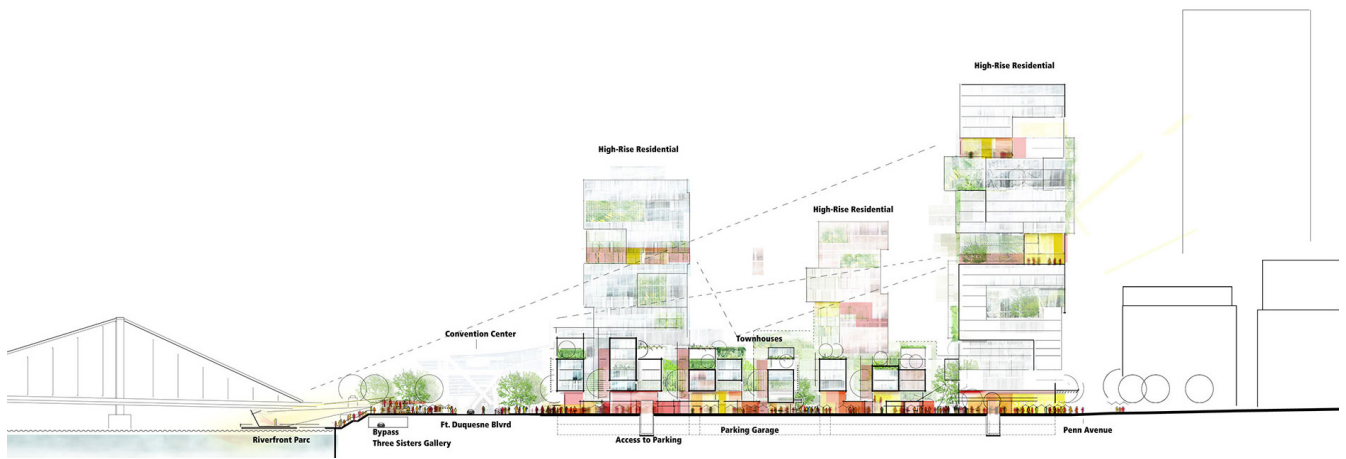 High-Rise Residential
High-Rise Residential
High-Rise Residential
Convention Center
Townhouses
Ft. Duquesne Blvrd
Riverfront Parc
Bypass
Three Sisters Gallery
Access to Parking
Parking Garage
Penn Avenue